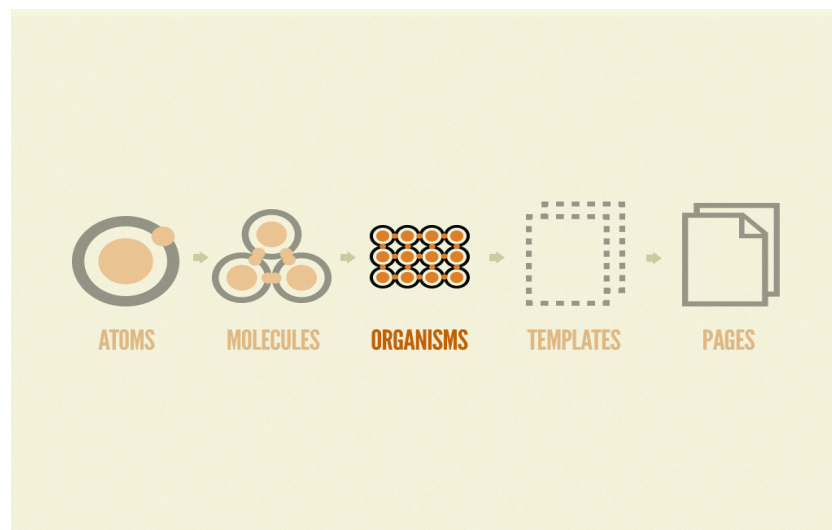 ATOMS
MOLECULES
ORGANISMS
TEMPLATES
PAGES